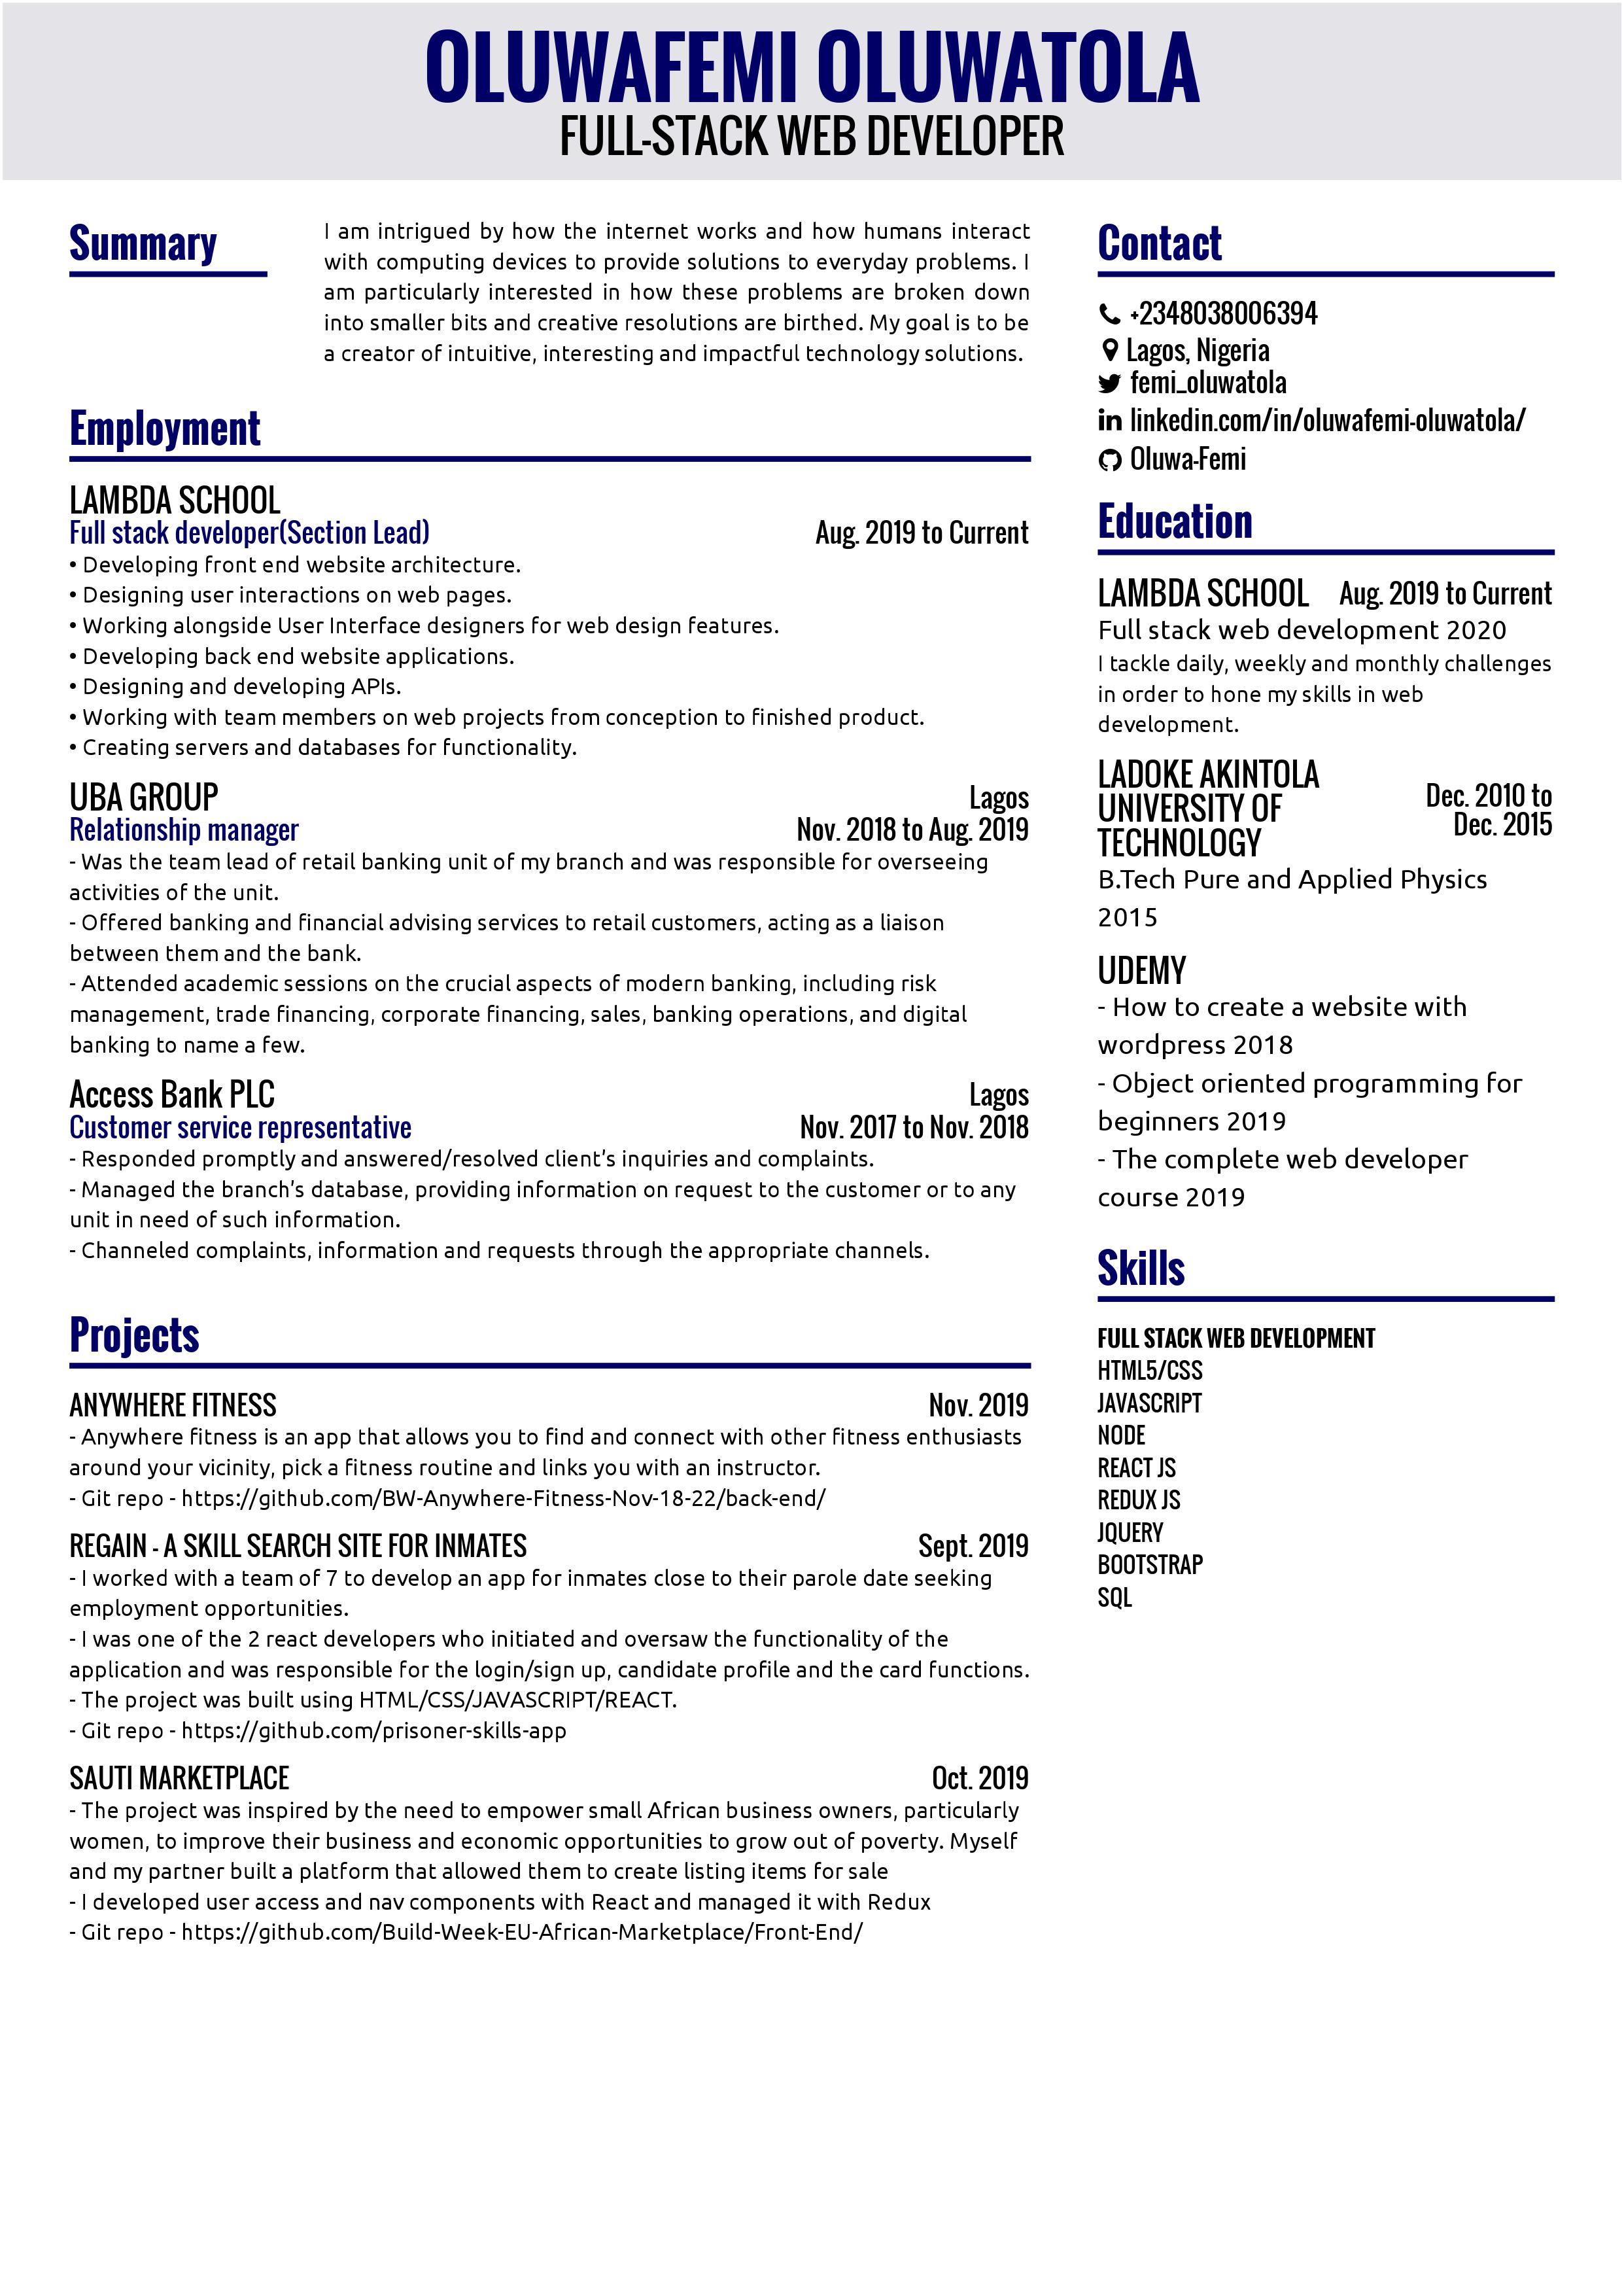 OLUWAFEMI OLUWATOLA
FULL-STACK WEB DEVELOPER
Summary
I am intrigued by how the internet works and how humans interact
with computing devices to provide solutions to everyday problems. I
am particularly interested in how these problems are broken down
into smaller bits and creative resolutions are birthed. My goal is to be
a creator of intuitive, interesting and impactful technology solutions.
Employment
LAMBDA SCHOOL
Full stack developer(Section Lead) Aug. 2019 to Current
• Developing front end website architecture.
• Designing user interactions on web pages.
• Working alongside User Interface designers for web design features.
• Developing back end website applications.
• Designing and developing APIs.
• Working with team members on web projects from conception to finished product.
• Creating servers and databases for functionality.
UBA GROUP Lagos
Relationship manager Nov. 2018 to Aug. 2019
- Was the team lead of retail banking unit of my branch and was responsible for overseeing
activities of the unit.
- Offered banking and financial advising services to retail customers, acting as a liaison
between them and the bank.
- Attended academic sessions on the crucial aspects of modern banking, including risk
management, trade financing, corporate financing, sales, banking operations, and digital
banking to name a few.
Access Bank PLC Lagos
Customer service representative Nov. 2017 to Nov. 2018
- Responded promptly and answered/resolved client's inquiries and complaints.
- Managed the branch's database, providing information on request to the customer or to any
unit in need of such information.
- Channeled complaints, information and requests through the appropriate channels.
Projects
ANYWHERE FITNESS Nov. 2019
- Anywhere fitness is an app that allows you to find and connect with other fitness enthusiasts
around your vicinity, pick a fitness routine and links you with an instructor.
- Git repo - https://github.com/BW-Anywhere-Fitness-Nov-18-22/back-end/
REGAIN - A SKILL SEARCH SITE FOR INMATES Sept. 2019
- I worked with a team of 7 to develop an app for inmates close to their parole date seeking
employment opportunities.
- I was one of the 2 react developers who initiated and oversaw the functionality of the
application and was responsible for the login/sign up, candidate profile and the card functions.
- The project was built using HTML/CSS/JAVASCRIPT/REACT.
- Git repo - https://github.com/prisoner-skills-app
SAUTI MARKETPLACE Oct. 2019
- The project was inspired by the need to empower small African business owners, particularly
women, to improve their business and economic opportunities to grow out of poverty. Myself
and my partner built a platform that allowed them to create listing items for sale
- I developed user access and nav components with React and managed it with Redux
- Git repo - https://github.com/Build-Week-EU-African-Marketplace/Front-End/
Contact
+2348038006394
Lagos, Nigeria
femi_oluwatola
linkedin.com/in/oluwafemi-oluwatola/
Oluwa-Femi
Education
LAMBDA SCHOOL Aug. 2019 to Current
Full stack web development 2020
I tackle daily, weekly and monthly challenges
in order to hone my skills in web
development.
LADOKE AKINTOLA
UNIVERSITY OF
TECHNOLOGY
Dec. 2010 to
Dec. 2015
B.Tech Pure and Applied Physics
2015
UDEMY
- How to create a website with
wordpress 2018
- Object oriented programming for
beginners 2019
- The complete web developer
course 2019
Skills
FULL STACK WEB DEVELOPMENT
HTML5/CSS
JAVASCRIPT
NODE
REACT JS
REDUX JS
JQUERY
BOOTSTRAP
SQL